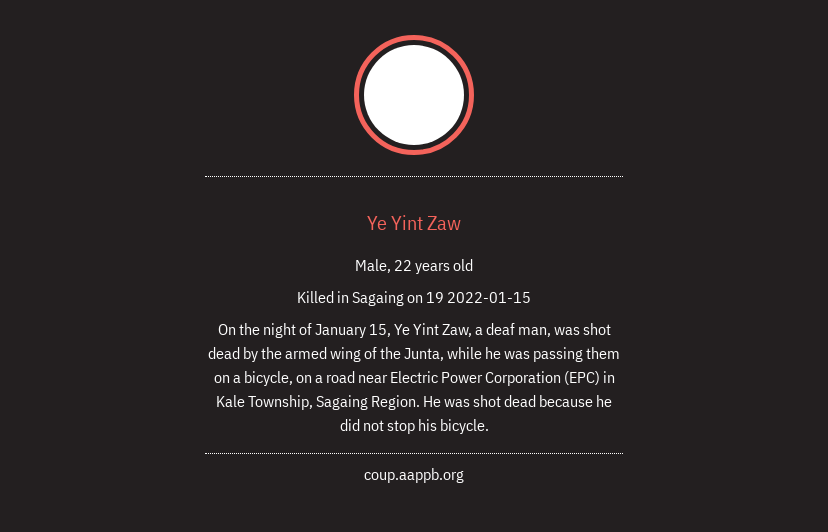 Ye Yint Zaw
Male, 22 years old
Killed in Sagaing on 19 2022-01-15
On the night of January 15, Ye Yint Zaw, a deaf man, was shot
dead by the armed wing of the Junta, while he was passing them
on a bicycle, on a road near Electric Power Corporation (EPC) in
Kale Township, Sagaing Region. He was shot dead because he
did not stop his bicycle.
coup.aappb.org